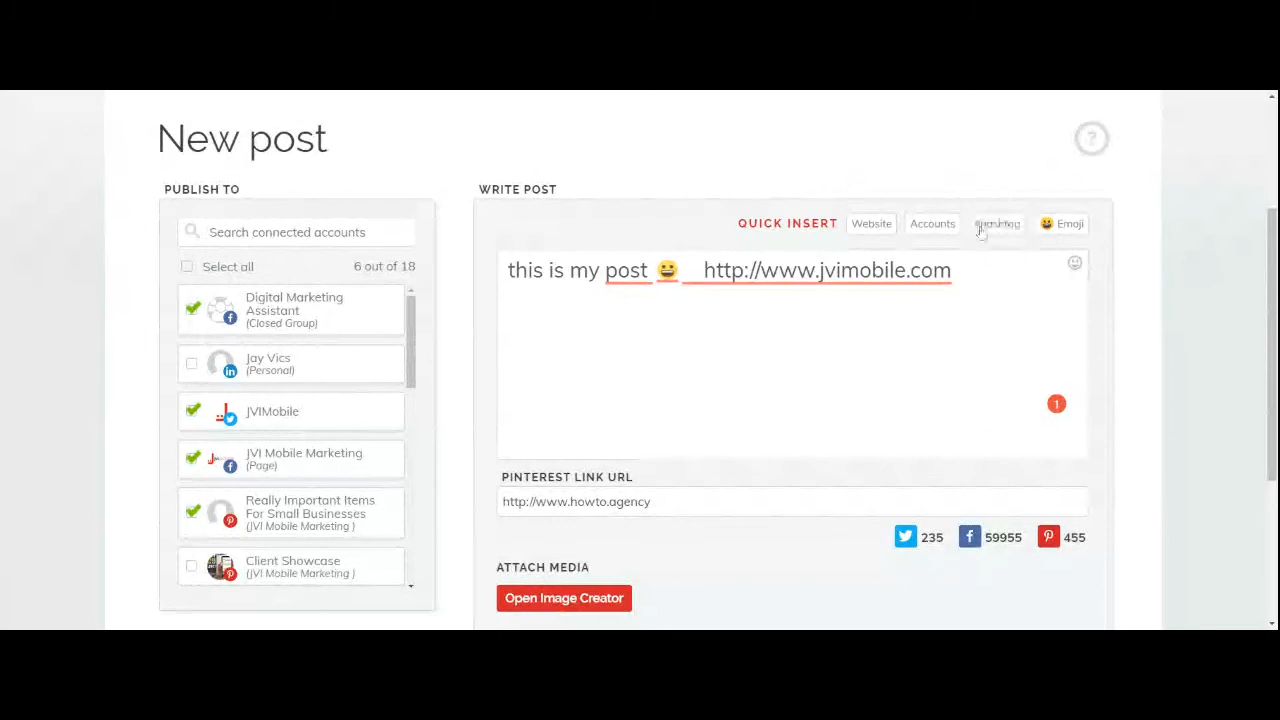 New post
?
PUBLISH TO
Search connected accounts
Select all 6 out of 18
Digital Marketing
Assistant
(Closed Group)
Jay Vics
(Personal)
JVIMobile
JVI Mobile Marketing
(Page)
Really Important Items
For Small Businesses
(JVI Mobile Marketing )
Client Showcase
(JVI Mobile Marketing )
WRITE POST
QUICK INSERT Website Accounts Emoji
this is my post 😀 http://www.jvimobile.com
1
PINTEREST LINK URL
http://www.howto.agency
235 59955 455
ATTACH MEDIA
Open Image Creator